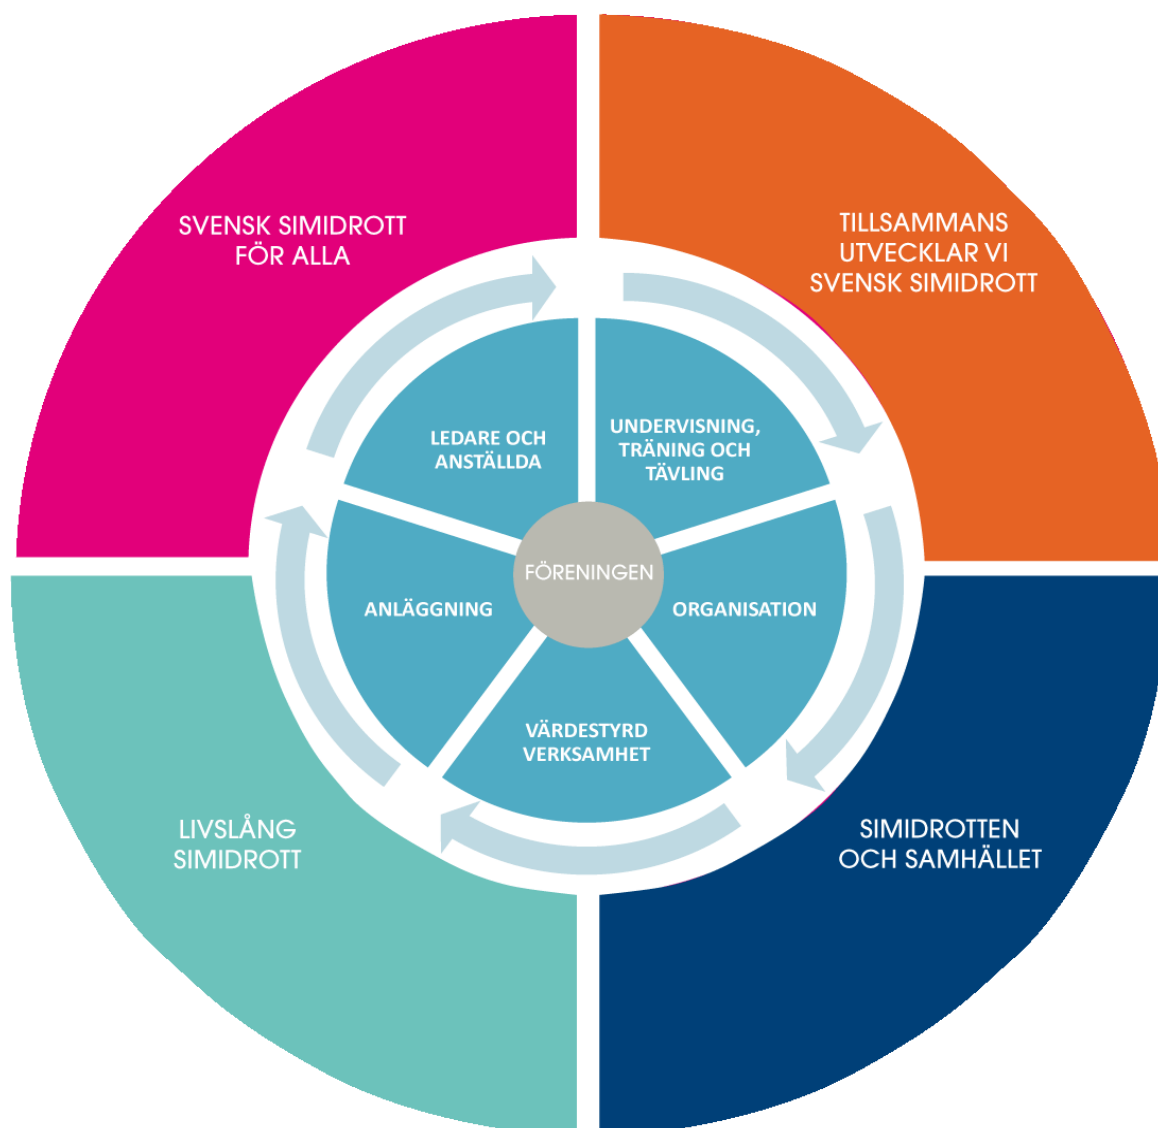 SVENSK SIMIDROTT
FÖR ALLA
TILLSAMMANS
UTVECKLAR VI
SVENSK SIMIDROTT
LEDARE OCH
ANSTÄLLDA
UNDERVISNING,
TRÄNING OCH
TÄVLING
FÖRENINGEN
ANLÄGGNING
ORGANISATION
VÄRDESTYRD
VERKSAMHET
LIVSLÅNG
SIMIDROTT
SIMIDROTTEN
OCH SAMHÄLLET